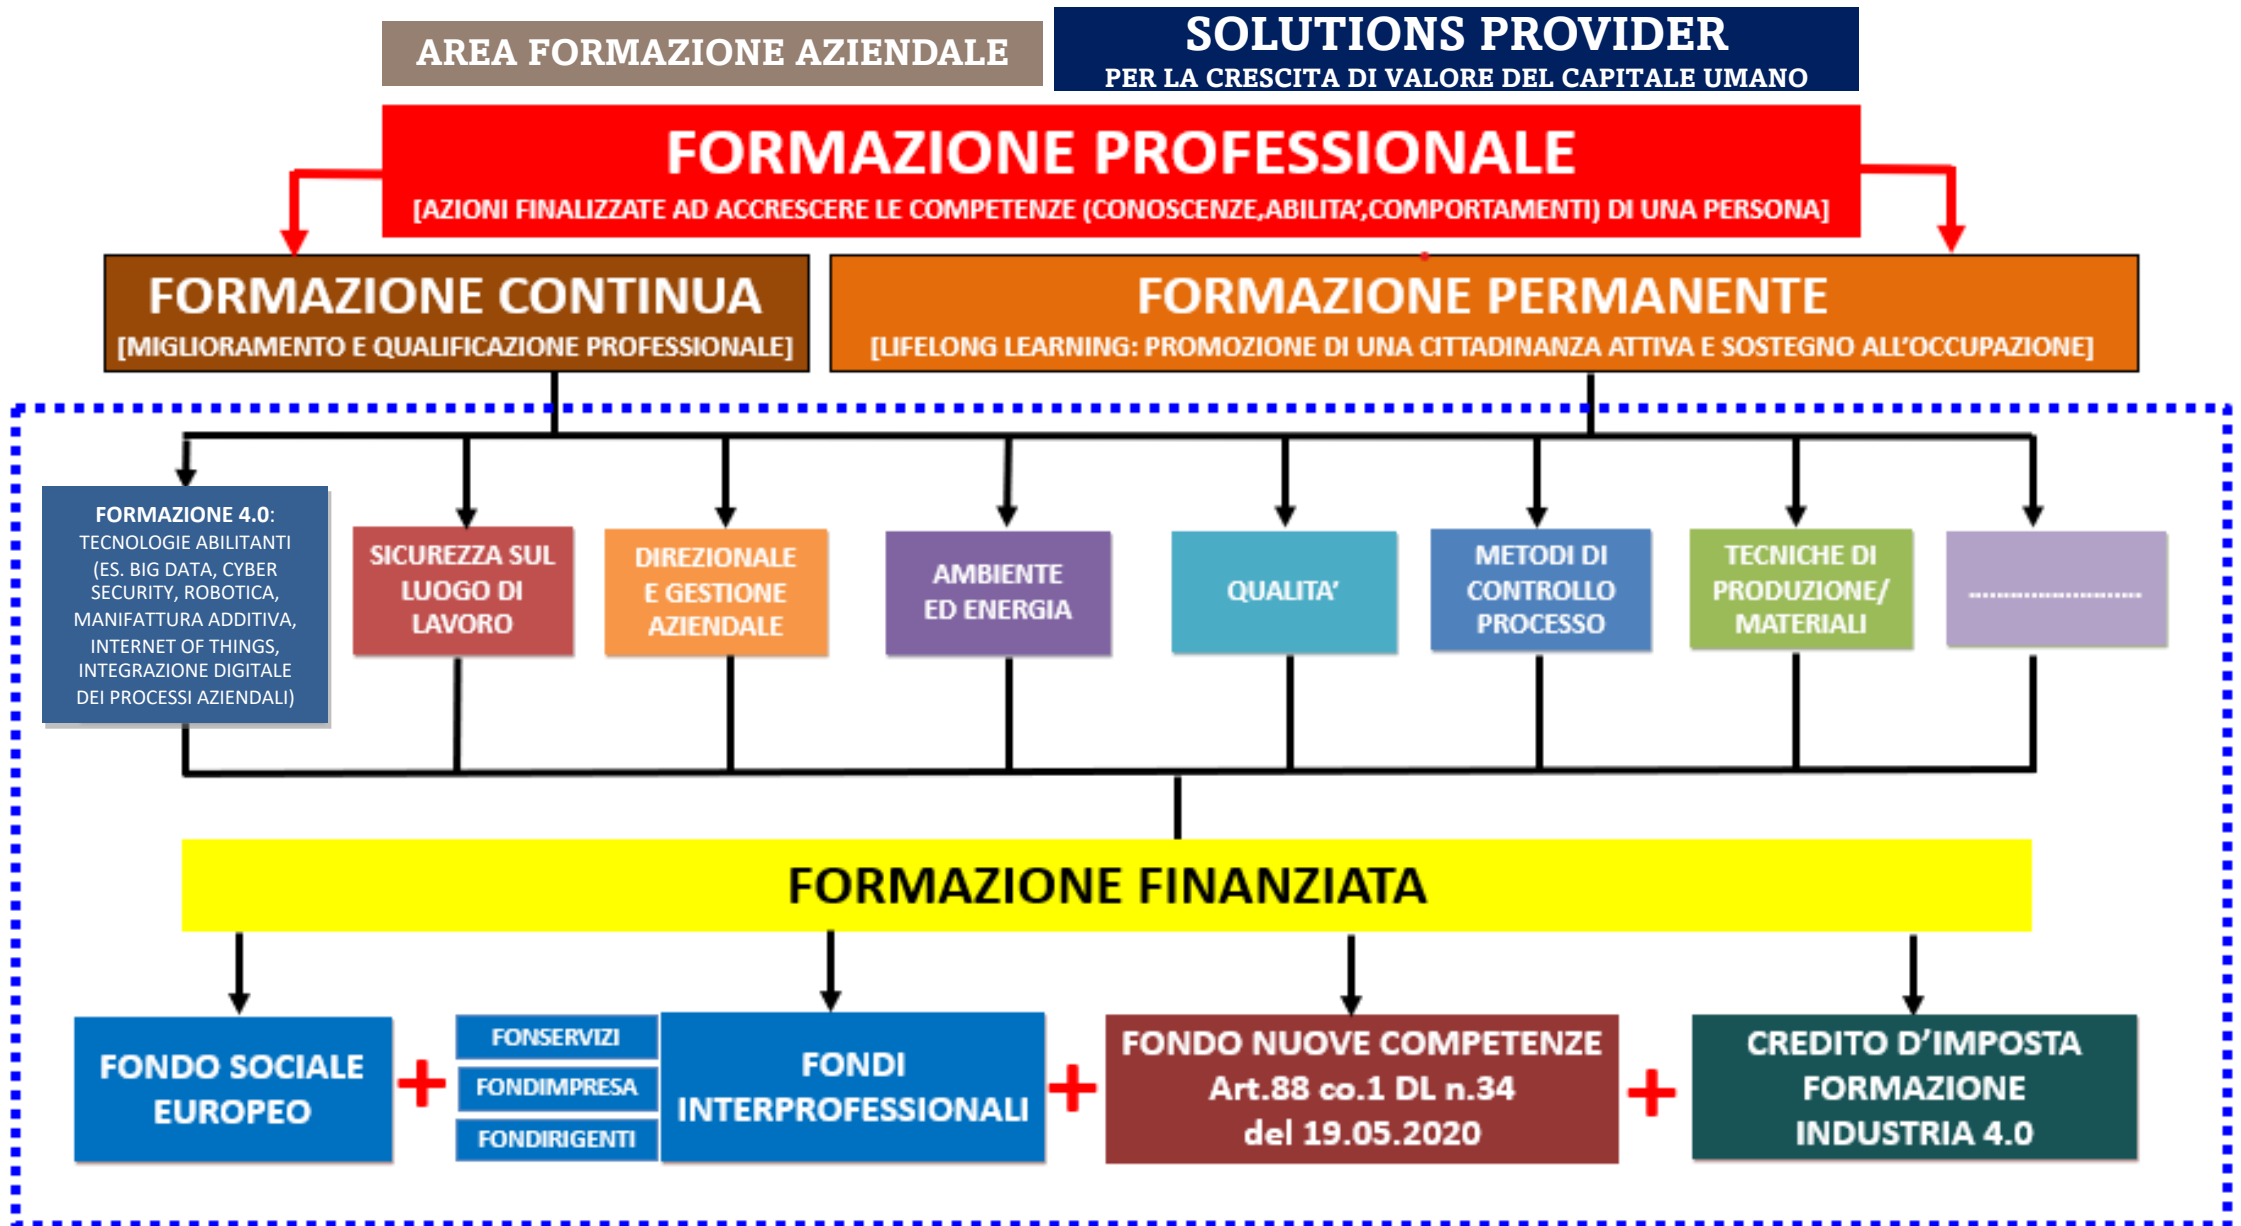 AREA FORMAZIONE AZIENDALE
SOLUTIONS PROVIDER
PER LA CRESCITA DI VALORE DEL CAPITALE UMANO
FORMAZIONE PROFESSIONALE
[AZIONI FINALIZZATE AD ACCRESCERE LE COMPETENZE (CONOSCENZE,ABILITA',COMPORTAMENTI) DI UNA PERSONA]
FORMAZIONE CONTINUA
[MIGLIORAMENTO E QUALIFICAZIONE PROFESSIONALE]
FORMAZIONE PERMANENTE
[LIFELONG LEARNING: PROMOZIONE DI UNA CITTADINANZA ATTIVA E SOSTEGNO ALL'OCCUPAZIONE]
FORMAZIONE 4.0:
TECNOLOGIE ABILITANTI
(ES. BIG DATA, CYBER
SECURITY, ROBOTICA,
MANIFATTURA ADDITIVA,
INTERNET OF THINGS,
INTEGRAZIONE DIGITALE
DEI PROCESSI AZIENDALI)
SICUREZZA SUL
LUOGO DI
LAVORO
DIREZIONALE
E GESTIONE
AZIENDALE
AMBIENTE
ED ENERGIA
QUALITA'
METODI DI
CONTROLLO
PROCESSO
TECNICHE DI
PRODUZIONE/
MATERIALI
.........................
FORMAZIONE FINANZIATA
FONDO SOCIALE
EUROPEO
+
FONSERVIZI
FONDIMPRESA
FONDIRIGENTI
FONDI
INTERPROFESSIONALI
+
FONDO NUOVE COMPETENZE
Art.88 co.1 DL n.34
del 19.05.2020
+
CREDITO D'IMPOSTA
FORMAZIONE
INDUSTRIA 4.0